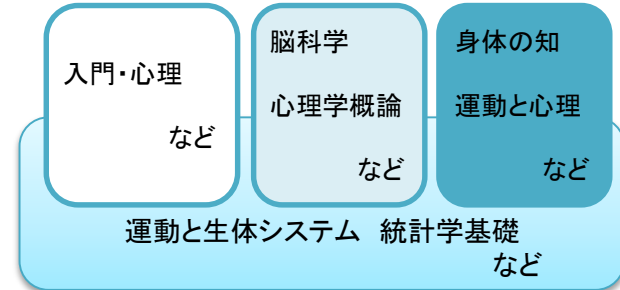 入門・心理
など
脳科学
心理学概論
など
身体の知
運動と心理
など
運動と生体システム　統計学基礎
など